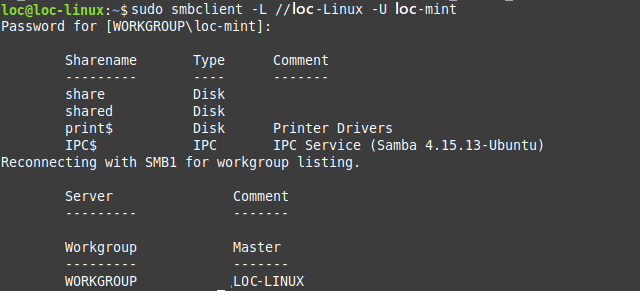 loc@loc-linux:~$ sudo smbclient -L //loc-Linux -U loc-mint
Password for [WORKGROUP\loc-mint]:
Sharename Type Comment
--------- ---- -------
share Disk
shared Disk
print$ Disk Printer Drivers
IPC$ IPC IPC Service (Samba 4.15.13-Ubuntu)
Reconnecting with SMB1 for workgroup listing.
Server Comment
--------- -------
Workgroup Master
--------- -------
WORKGROUP LOC-LINUX